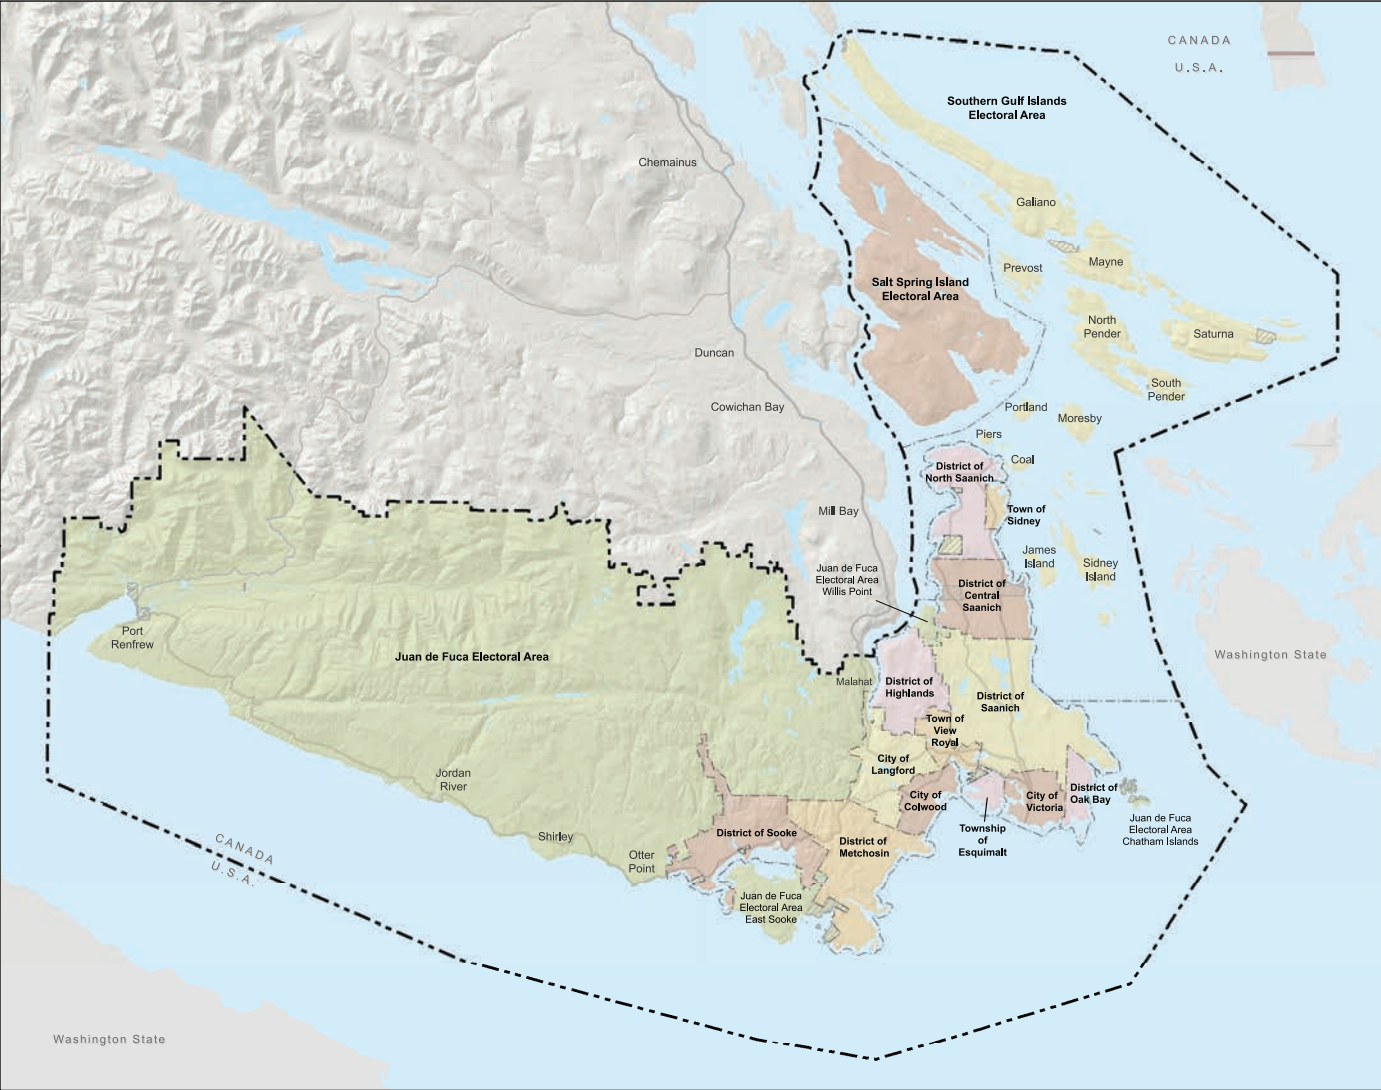 CANADA
U.S.A.
Southern Gulf Islands
Electoral Area
Chemainus
Galiano
Mayne
Prevost
Salt Spring Island
Electoral Area
North
Pender
Saturna
Duncan
South
Pender
Cowichan Bay
Portland
Moresby
Piers
Coal
District of
North Saanich
Mill Bay
Town of
Sidney
James
Island
Sidney
Island
Juan de Fuca
Electoral Area
Willis Point
District of
Central
Saanich
Port
Renfrew
Juan de Fuca Electoral Area
Washington State
Malahat
District of
Highlands
District of
Saanich
Town of
View
Royal
City of
Langford
Jordan
River
City of
Colwood
City of
Victoria
District of
Oak Bay
Juan de Fuca
Electoral Area
Chatham Islands
Township
of
Esquimalt
Shirley
District of Sooke
District of
Metchosin
Otter
Point
CANADA
U.S.A.
Juan de Fuca
Electoral Area
East Sooke
Washington State